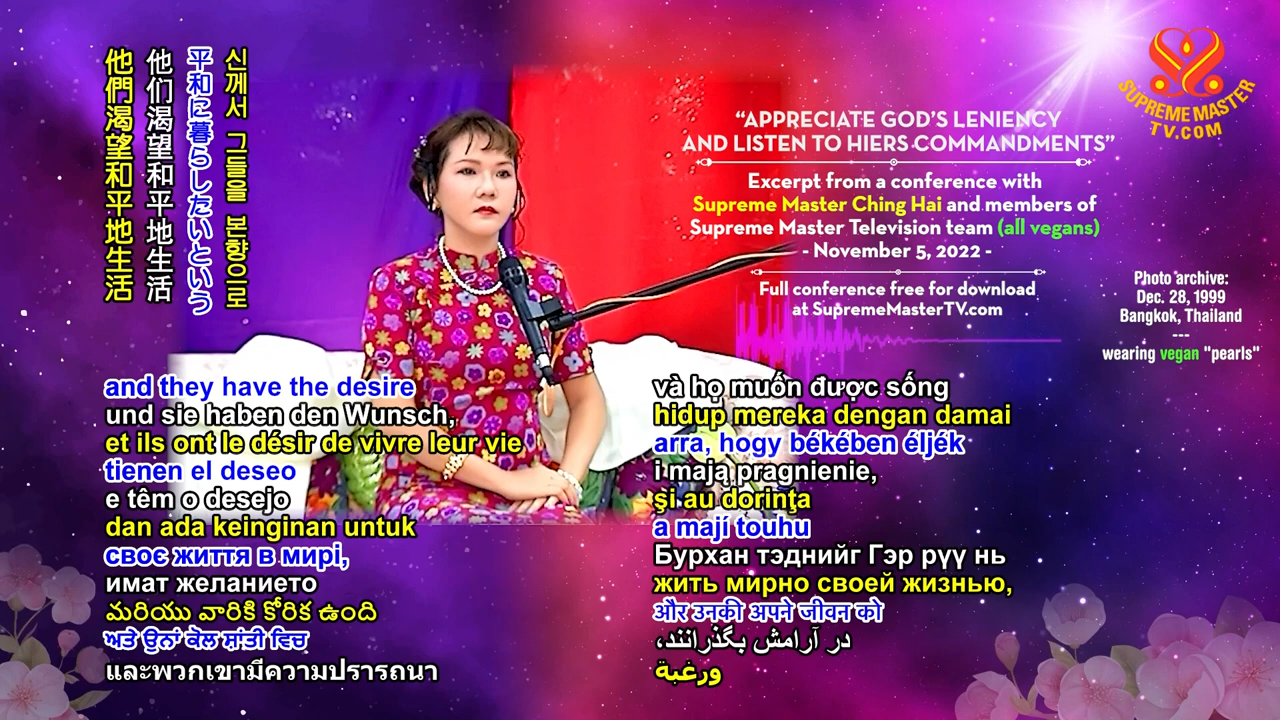 他們渴望和平地生活
他们渴望和平地生活
平和に暮らしたいという
신께서 그들을 본향으로
SUPREME MASTER
TV.COM
“APPRECIATE GOD’S LENIENCY
AND LISTEN TO HIERS COMMANDMENTS”
Excerpt from a conference with
Supreme Master Ching Hai and members of
Supreme Master Television team (all vegans)
- November 5, 2022 -
Full conference free for download
at SupremeMasterTV.com
Photo archive:
Dec. 28, 1999
Bangkok, Thailand
---
wearing vegan "pearls"
and they have the desire
und sie haben den Wunsch,
et ils ont le désir de vivre leur vie
tienen el deseo
e têm o desejo
dan ada keinginan untuk
своє життя в мирі,
имат желанието
మరియు వారికి కోరిక ఉంది
ਅਤੇ ਉਨਾਂ ਕੋਲ ਸ਼ਾਂਤੀ ਵਿਚ
และพวกเขามีความปรารถนา
và họ muốn được sống
hidup mereka dengan damai
arra, hogy békében éljék
i mają pragnienie,
şi au dorinţa
a mají touhu
Бурхан тэднийг Гэр рүү нь
жить мирно своей жизнью,
और उनकी अपने जीवन को
در آرامش بگذرانند،
ورغبة